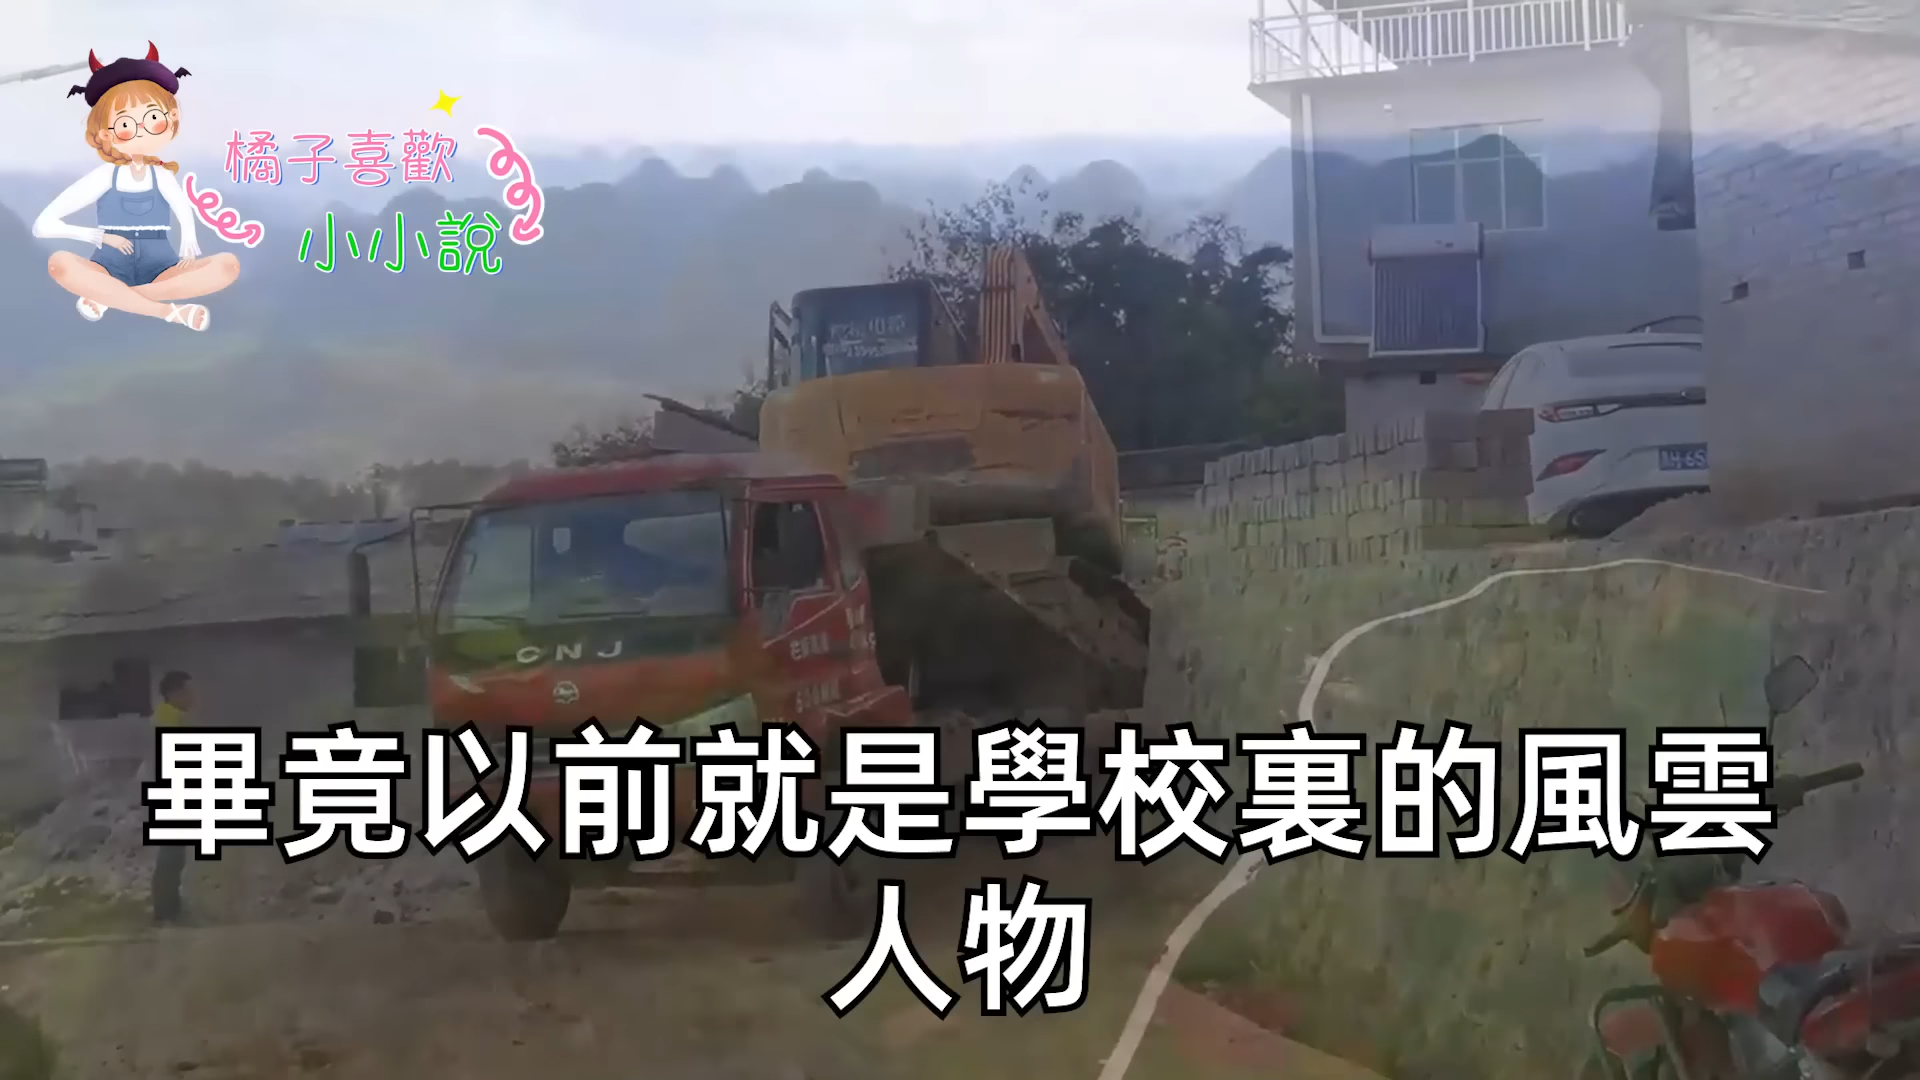 橘子喜歡
小小說
CNJ
畢竟以前就是學校裏的風雲
人物